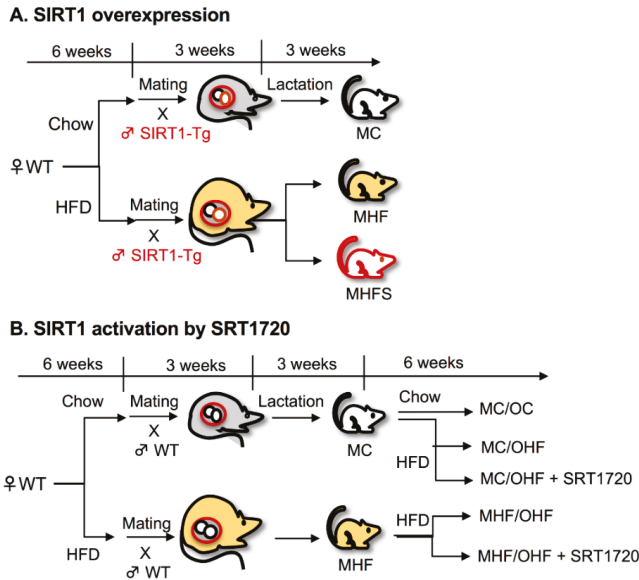 A. SIRT1 overexpression
6 weeks 3 weeks 3 weeks
Mating Lactation
Chow X MC
♂ SIRT1-Tg
♀WT
HFD Mating MHF
X
♂ SIRT1-Tg
MHFS
B. SIRT1 activation by SRT1720
6 weeks 3 weeks 3 weeks 6 weeks
Chow Mating Lactation Chow MC/OC
X
♂ WT MC MC/OHF
HFD
MC/OHF + SRT1720
♀WT
Mating HFD MHF/OHF
HFD X
♂ WT MHF MHF/OHF + SRT1720